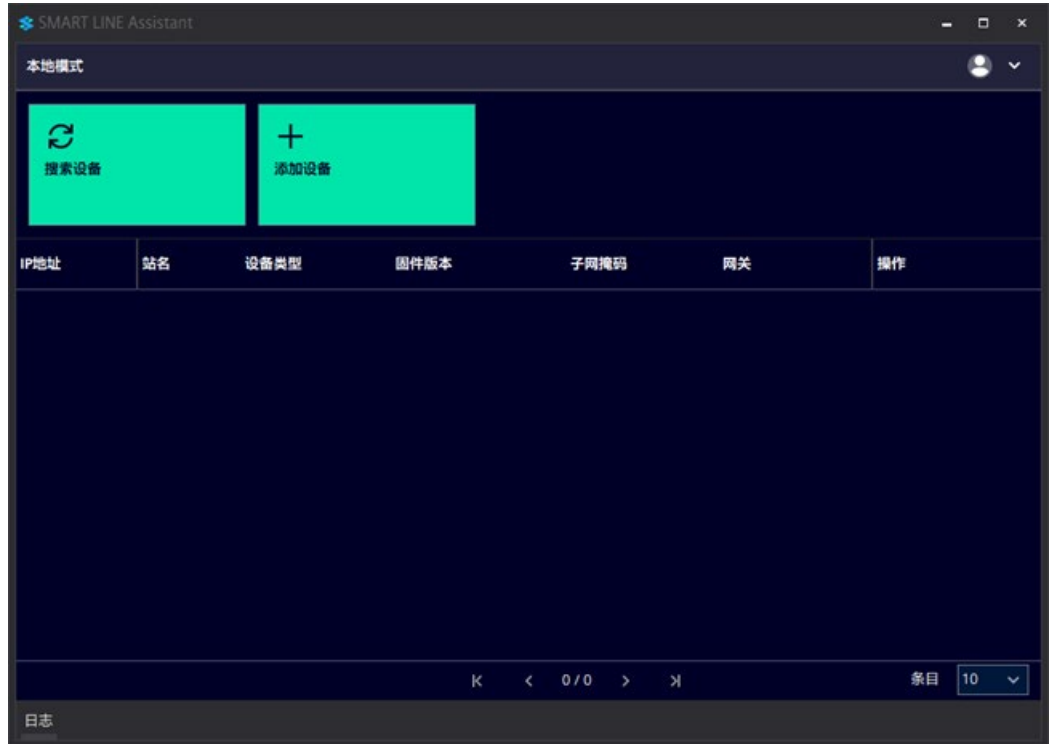 SMART LINE Assistant
本地模式
搜索设备
添加设备
IP地址 站名 设备类型 固件版本 子网掩码 网关 操作
0 / 0
条目 10
日志